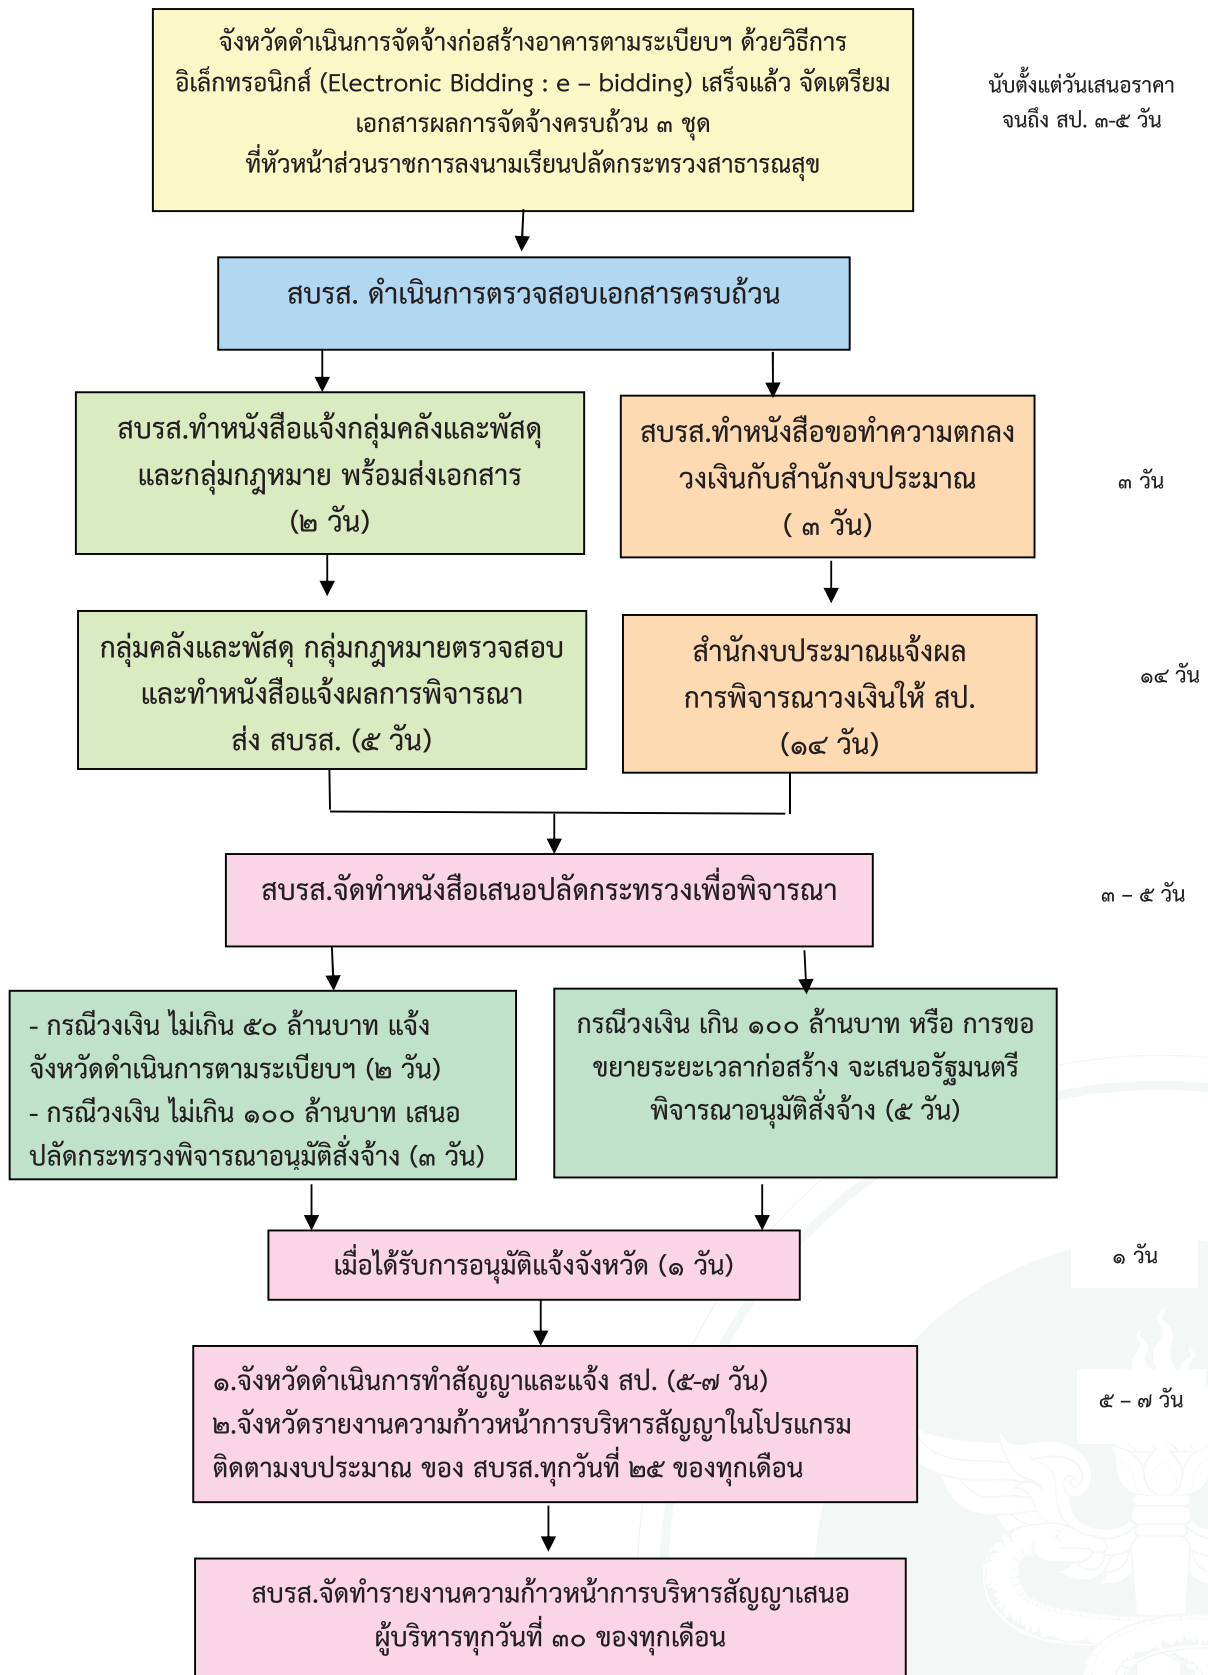 จังหวัดดำเนินการจัดจ้างก่อสร้างอาคารตามระเบียบฯ ด้วยวิธีการ
อิเล็กทรอนิกส์ (Electronic Bidding : e – bidding) เสร็จแล้ว จัดเตรียม
เอกสารผลการจัดจ้างครบถ้วน ๓ ชุด
ที่หัวหน้าส่วนราชการลงนามเรียนปลัดกระทรวงสาธารณสุข
นับตั้งแต่วันเสนอราคา
จนถึง สป. ๓-๕ วัน
สบรส. ดำเนินการตรวจสอบเอกสารครบถ้วน
สบรส.ทำหนังสือแจ้งกลุ่มคลังและพัสดุ
และกลุ่มกฎหมาย พร้อมส่งเอกสาร
(๒ วัน)
สบรส.ทำหนังสือขอทำความตกลง
วงเงินกับสำนักงบประมาณ
( ๓ วัน)
๓ วัน
กลุ่มคลังและพัสดุ กลุ่มกฎหมายตรวจสอบ
และทำหนังสือแจ้งผลการพิจารณา
ส่ง สบรส. (๕ วัน)
สำนักงบประมาณแจ้งผล
การพิจารณาวงเงินให้ สป.
(๑๔ วัน)
๑๔ วัน
สบรส.จัดทำหนังสือเสนอปลัดกระทรวงเพื่อพิจารณา
๓ – ๕ วัน
- กรณีวงเงิน ไม่เกิน ๕๐ ล้านบาท แจ้ง
จังหวัดดำเนินการตามระเบียบฯ (๒ วัน)
- กรณีวงเงิน ไม่เกิน ๑๐๐ ล้านบาท เสนอ
ปลัดกระทรวงพิจารณาอนุมัติสั่งจ้าง (๓ วัน)
กรณีวงเงิน เกิน ๑๐๐ ล้านบาท หรือ การขอ
ขยายระยะเวลาก่อสร้าง จะเสนอรัฐมนตรี
พิจารณาอนุมัติสั่งจ้าง (๕ วัน)
เมื่อได้รับการอนุมัติแจ้งจังหวัด (๑ วัน)
๑ วัน
๑.จังหวัดดำเนินการทำสัญญาและแจ้ง สป. (๕-๗ วัน)
๒.จังหวัดรายงานความก้าวหน้าการบริหารสัญญาในโปรแกรม
ติดตามงบประมาณ ของ สบรส.ทุกวันที่ ๒๕ ของทุกเดือน
๕ – ๗ วัน
สบรส.จัดทำรายงานความก้าวหน้าการบริหารสัญญาเสนอ
ผู้บริหารทุกวันที่ ๓๐ ของทุกเดือน